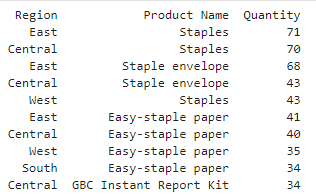 Region Product Name Quantity
East Staples 71
Central Staples 70
East Staple envelope 68
Central Staple envelope 43
West Staples 43
East Easy-staple paper 41
Central Easy-staple paper 40
West Easy-staple paper 35
South Easy-staple paper 34
Central GBC Instant Report Kit 34